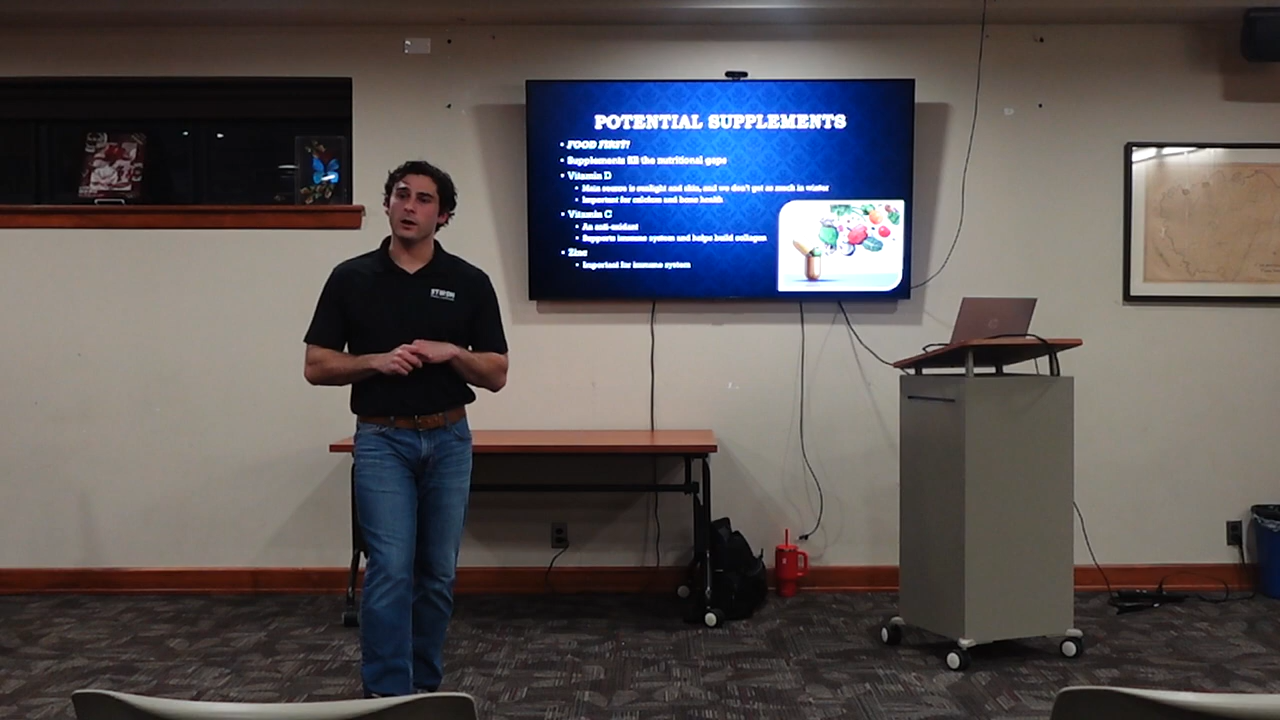 POTENTIAL SUPPLEMENTS
FOOD FIRST!
Supplements fill the nutritional gaps
Vitamin D
Main source is sunlight and skin, and we don't get as much in winter
Important for calcium and bone health
Vitamin C
An anti-oxidant
Supports immune system and helps build collagen
Zinc
Important for immune system